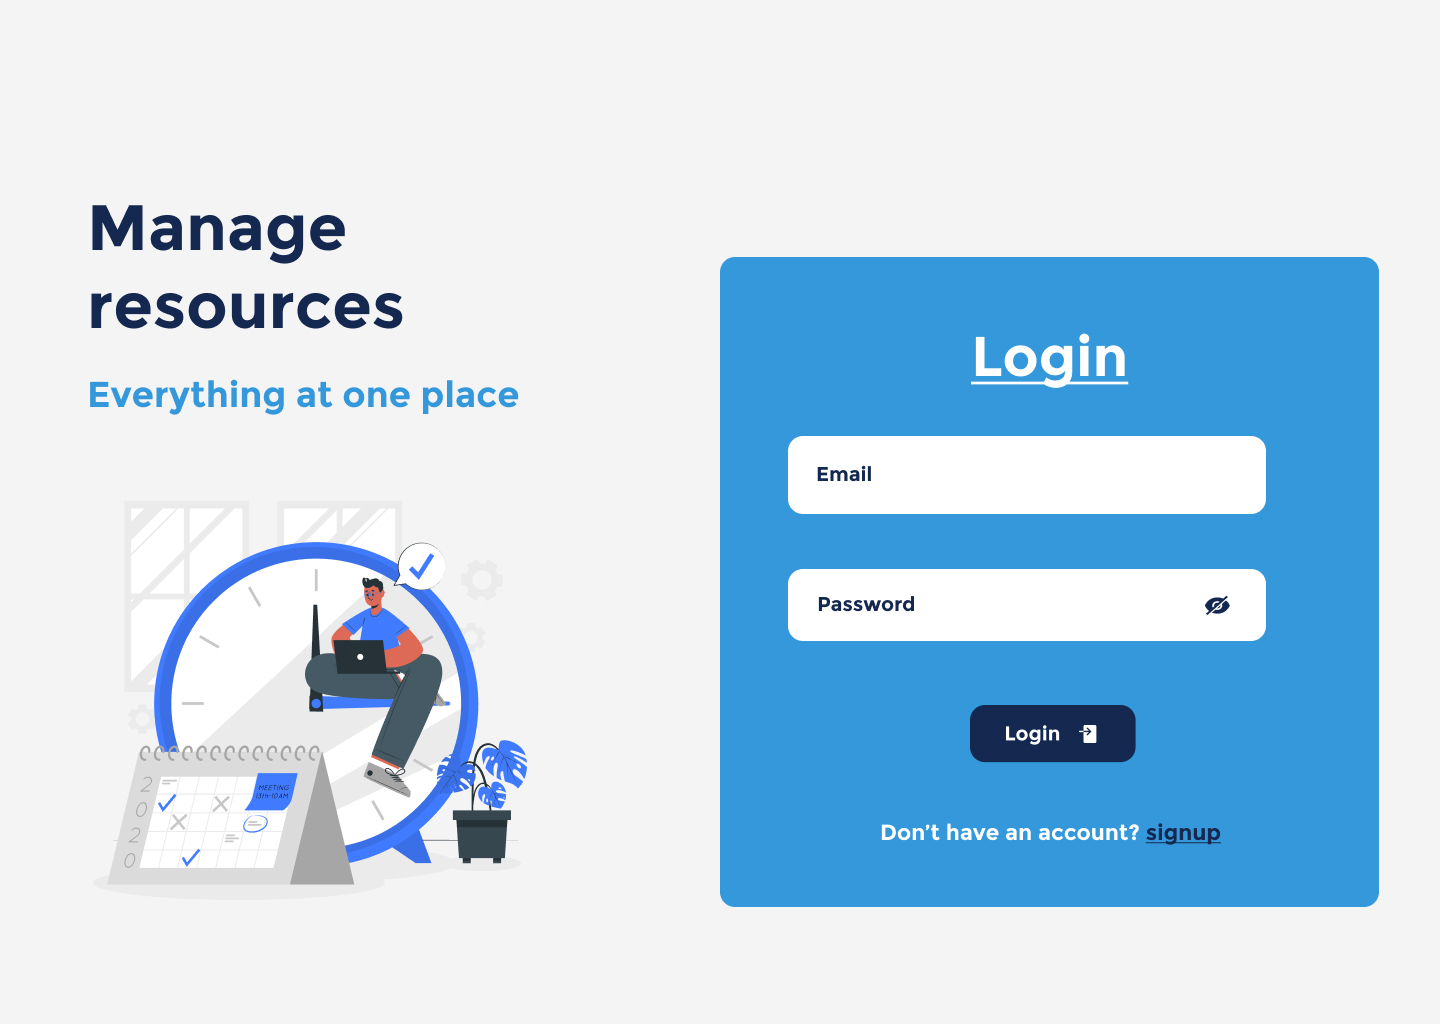 Manage
resources
Everything at one place
Login
Email
Password
Login
Don't have an account? signup
2
0
2
0
MEETING
13th-10AM